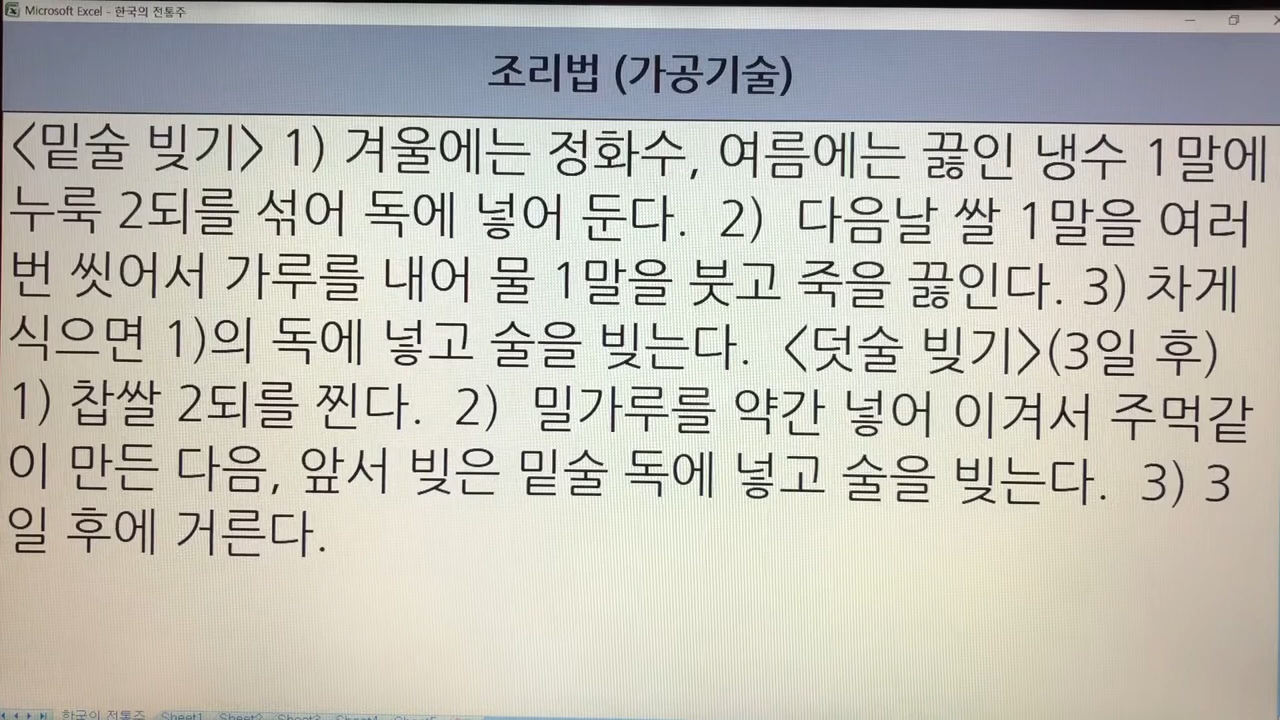 Microsoft Excel - 한국의 전통주
조리법 (가공기술)
<밑술 빚기> 1) 겨울에는 정화수, 여름에는 끓인 냉수 1말에
누룩 2되를 섞어 독에 넣어 둔다. 2) 다음날 쌀 1말을 여러
번 씻어서 가루를 내어 물 1말을 붓고 죽을 끓인다. 3) 차게
식으면 1)의 독에 넣고 술을 빚는다. <덧술 빚기>(3일 후)
1) 찹쌀 2되를 찐다. 2) 밀가루를 약간 넣어 이겨서 주먹같
이 만든 다음, 앞서 빚은 밑술 독에 넣고 술을 빚는다. 3) 3
일 후에 거른다.
한국의 전통주 Sheet1 Sheet2 Sheet3 Sheet4 Sheet5